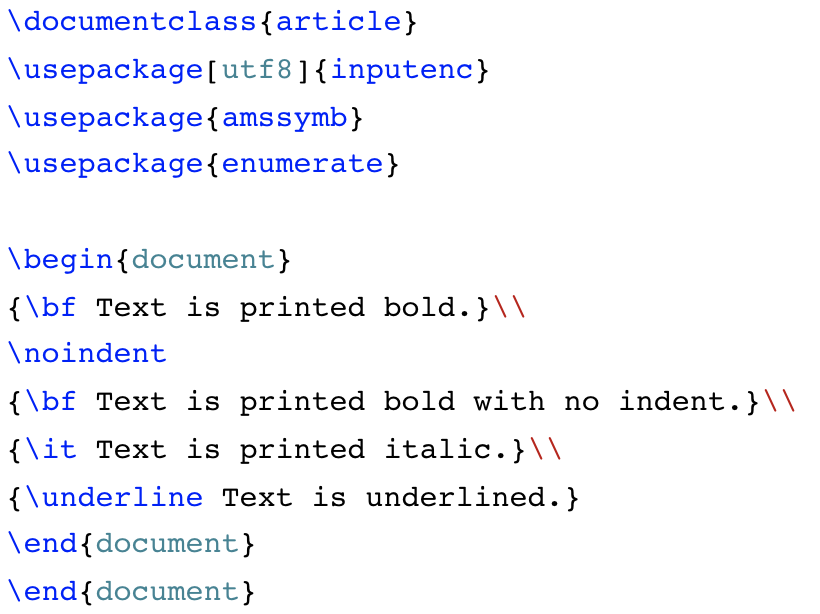 \documentclass{article}
\usepackage[utf8]{inputenc}
\usepackage{amssymb}
\usepackage{enumerate}

\begin{document}
{\bf Text is printed bold.}\\
\noindent
{\bf Text is printed bold with no indent.}\\
{\it Text is printed italic.}\\
{\underline Text is underlined.}
\end{document}
\end{document}